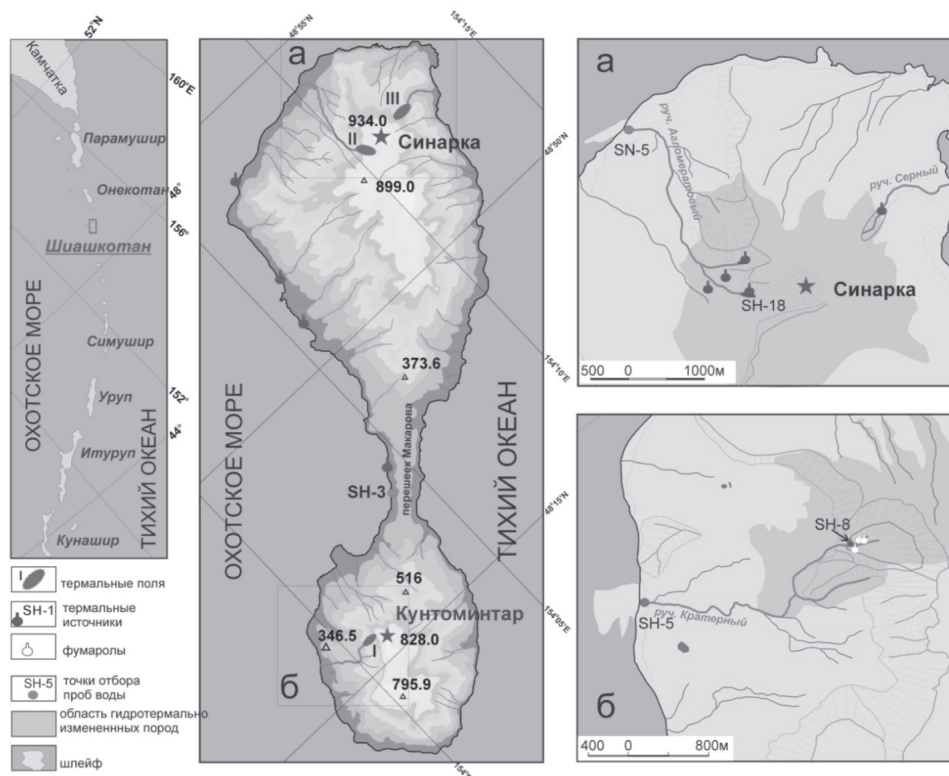 52°N
160°E
Камчатка
Парамушир
48°
Онекотан
156°
Шиашкотан
Симушир
152°
Уруп
44°
Итуруп
Кунашир
ОХОТСКОЕ МОРЕ
ТИХИЙ ОКЕАН
I термальные поля
SH-1 термальные
источники
фумаролы
SH-5 точки отбора
проб воды
область гидротермально
измененнных пород
шлейф
48°55'N
154°15'E
а
III
934.0
II
Синарка
899.0
48°50'
154°10'E
373.6
ОХОТСКОЕ МОРЕ
перешеек Макарова
ТИХИЙ ОКЕАН
SH-3
48°15'
516
Кунтоминтар
154°05'E
346.5
I
828.0
б
795.9
154°
а
SN-5
руч. Агломератовый
руч. Серный
SH-18
Синарка
500 0 1000м
SH-8
SH-5
руч. Кратерный
б
400 0 800м